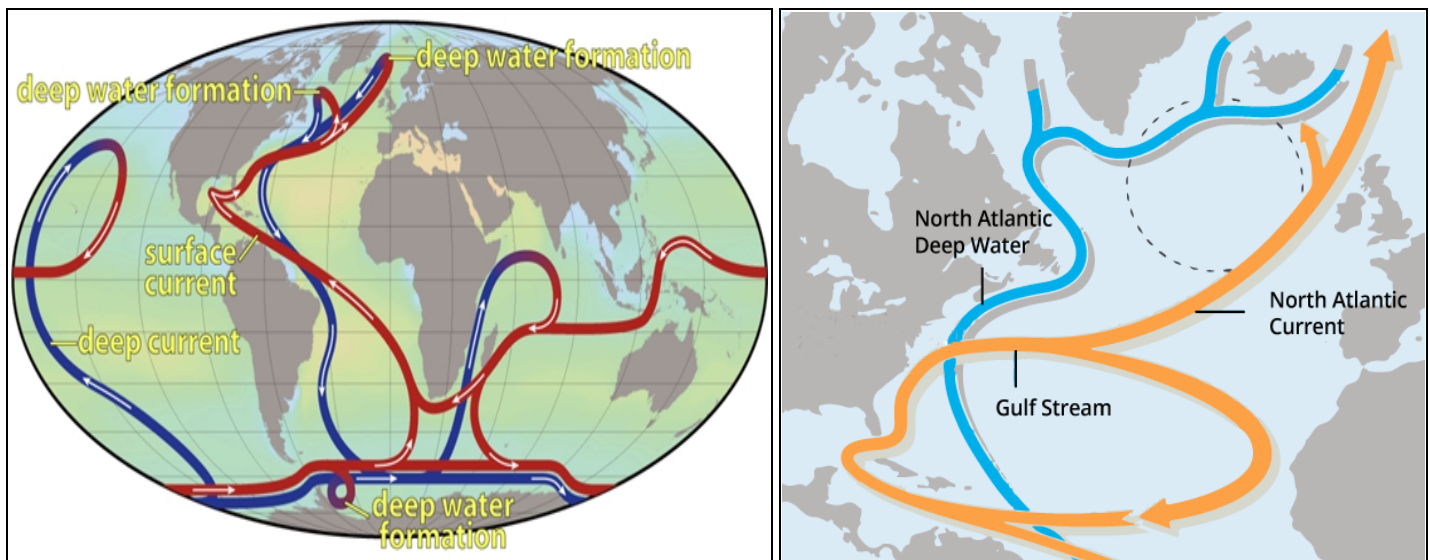 deep water formation
deep water formation
surface
current
deep current
deep water
formation
North Atlantic
Deep Water
North Atlantic
Current
Gulf Stream